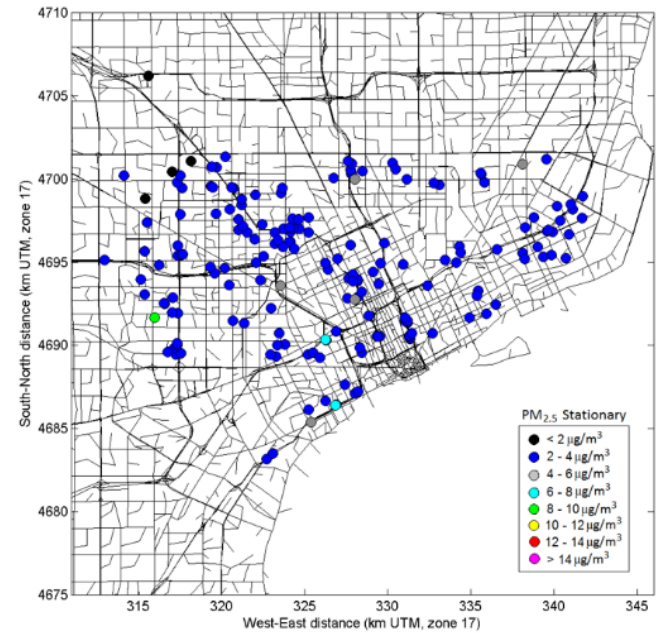 4710
4705
4700
4695
4690
4685
4680
4675
South-North distance (km UTM, zone 17)
315 320 325 330 335 340 345
West-East distance (km UTM, zone 17)
PM2.5 Stationary
< 2 μg/m³
2 - 4 μg/m³
4 - 6 μg/m³
6 - 8 μg/m³
8 - 10 μg/m³
10 - 12 μg/m³
12 - 14 μg/m³
> 14 μg/m³